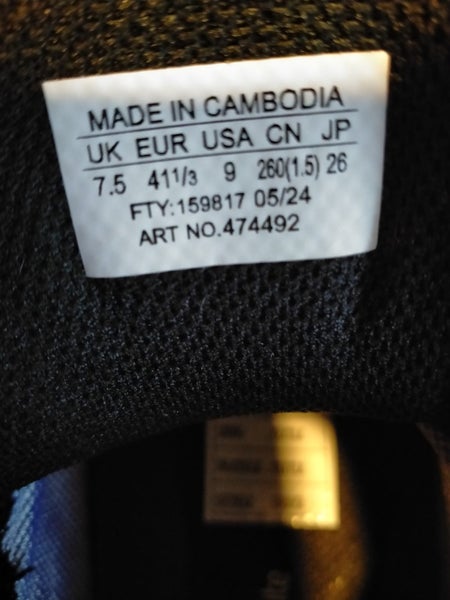 MADE IN CAMBODIA
UK EUR USA CN JP
7.5 41 1/3 9 260(1.5) 26
FTY:159817 05/24
ART NO.474492